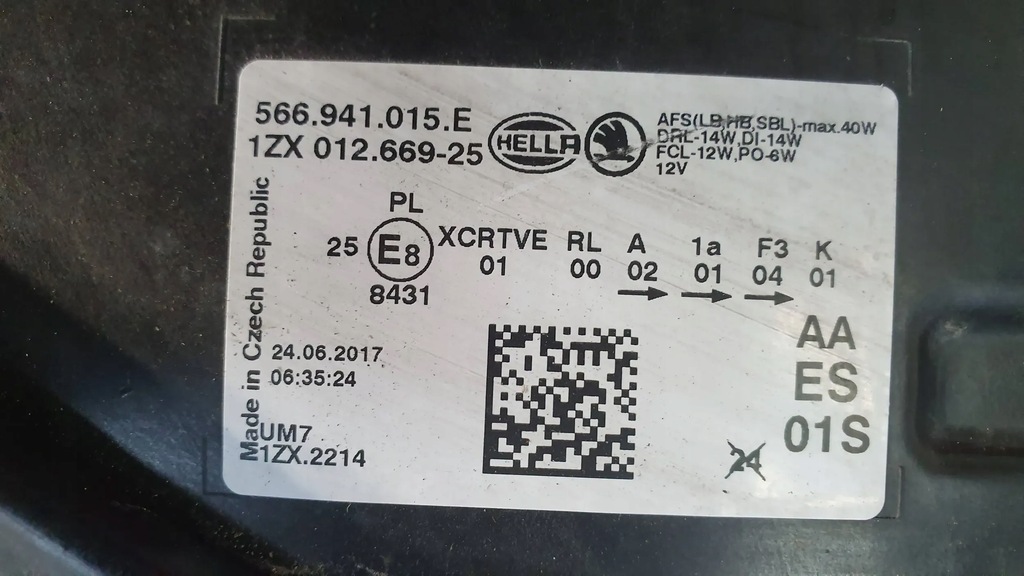 566.941.015.E
1ZX 012.669-25
HELLA
AFS(LB,HB,SBL)-max.40W
DRL-14W,DI-14W
FCL-12W,PO-6W
12V
Made in Czech Republic
PL
25 E8 XCRTVE RL A 1a F3 K
01 00 02 01 04 01
8431
24.06.2017
06:35:24
UM7
1ZX.2214
AA
ES
01S
24